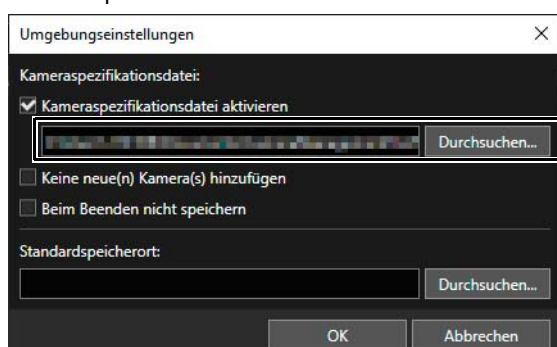 Umgebungseinstellungen
Kameraspezifikationsdatei:
Kameraspezifikationsdatei aktivieren
Durchsuchen...
Keine neue(n) Kamera(s) hinzufügen
Beim Beenden nicht speichern
Standardspeicherort:
Durchsuchen...
OK Abbrechen